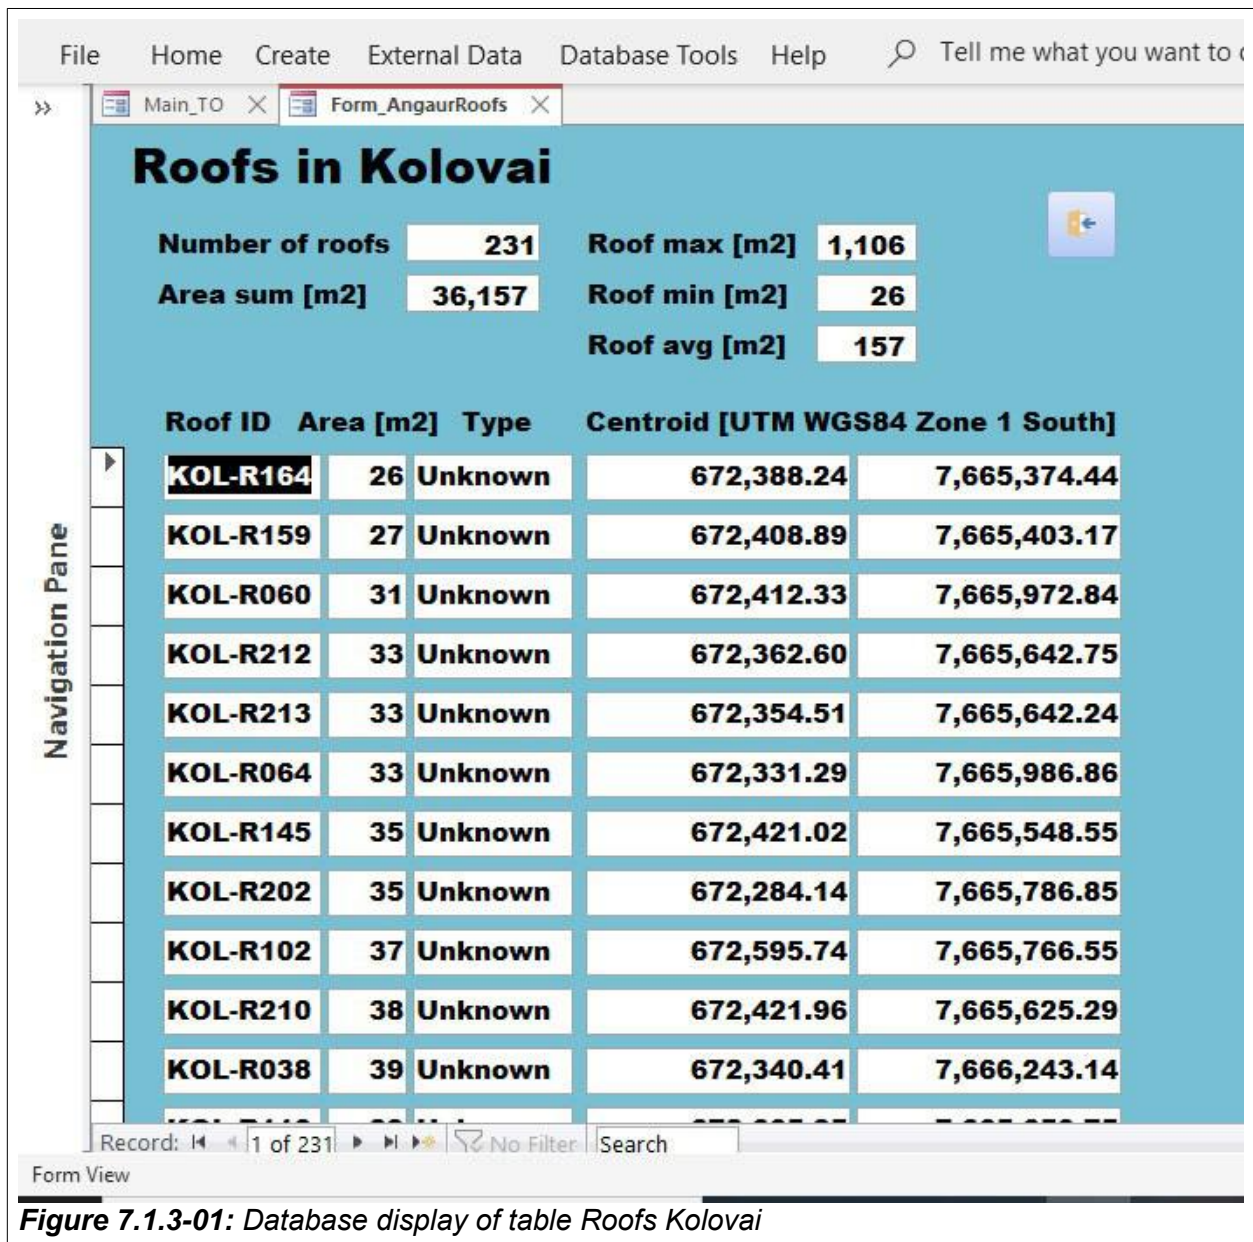 File Home Create External Data Database Tools Help Tell me what you want to
Main_TO Form_AngaurRoofs
Roofs in Kolovai
Number of roofs 231 Roof max [m2] 1,106
Area sum [m2] 36,157 Roof min [m2] 26
Roof avg [m2] 157
Roof ID Area [m2] Type Centroid [UTM WGS84 Zone 1 South]
KOL-R164 26 Unknown 672,388.24 7,665,374.44
KOL-R159 27 Unknown 672,408.89 7,665,403.17
KOL-R060 31 Unknown 672,412.33 7,665,972.84
KOL-R212 33 Unknown 672,362.60 7,665,642.75
KOL-R213 33 Unknown 672,354.51 7,665,642.24
KOL-R064 33 Unknown 672,331.29 7,665,986.86
KOL-R145 35 Unknown 672,421.02 7,665,548.55
KOL-R202 35 Unknown 672,284.14 7,665,786.85
KOL-R102 37 Unknown 672,595.74 7,665,766.55
KOL-R210 38 Unknown 672,421.96 7,665,625.29
KOL-R038 39 Unknown 672,340.41 7,666,243.14
Navigation Pane
Record: 1 of 231 No Filter Search
Form View
Figure 7.1.3-01: Database display of table Roofs Kolovai